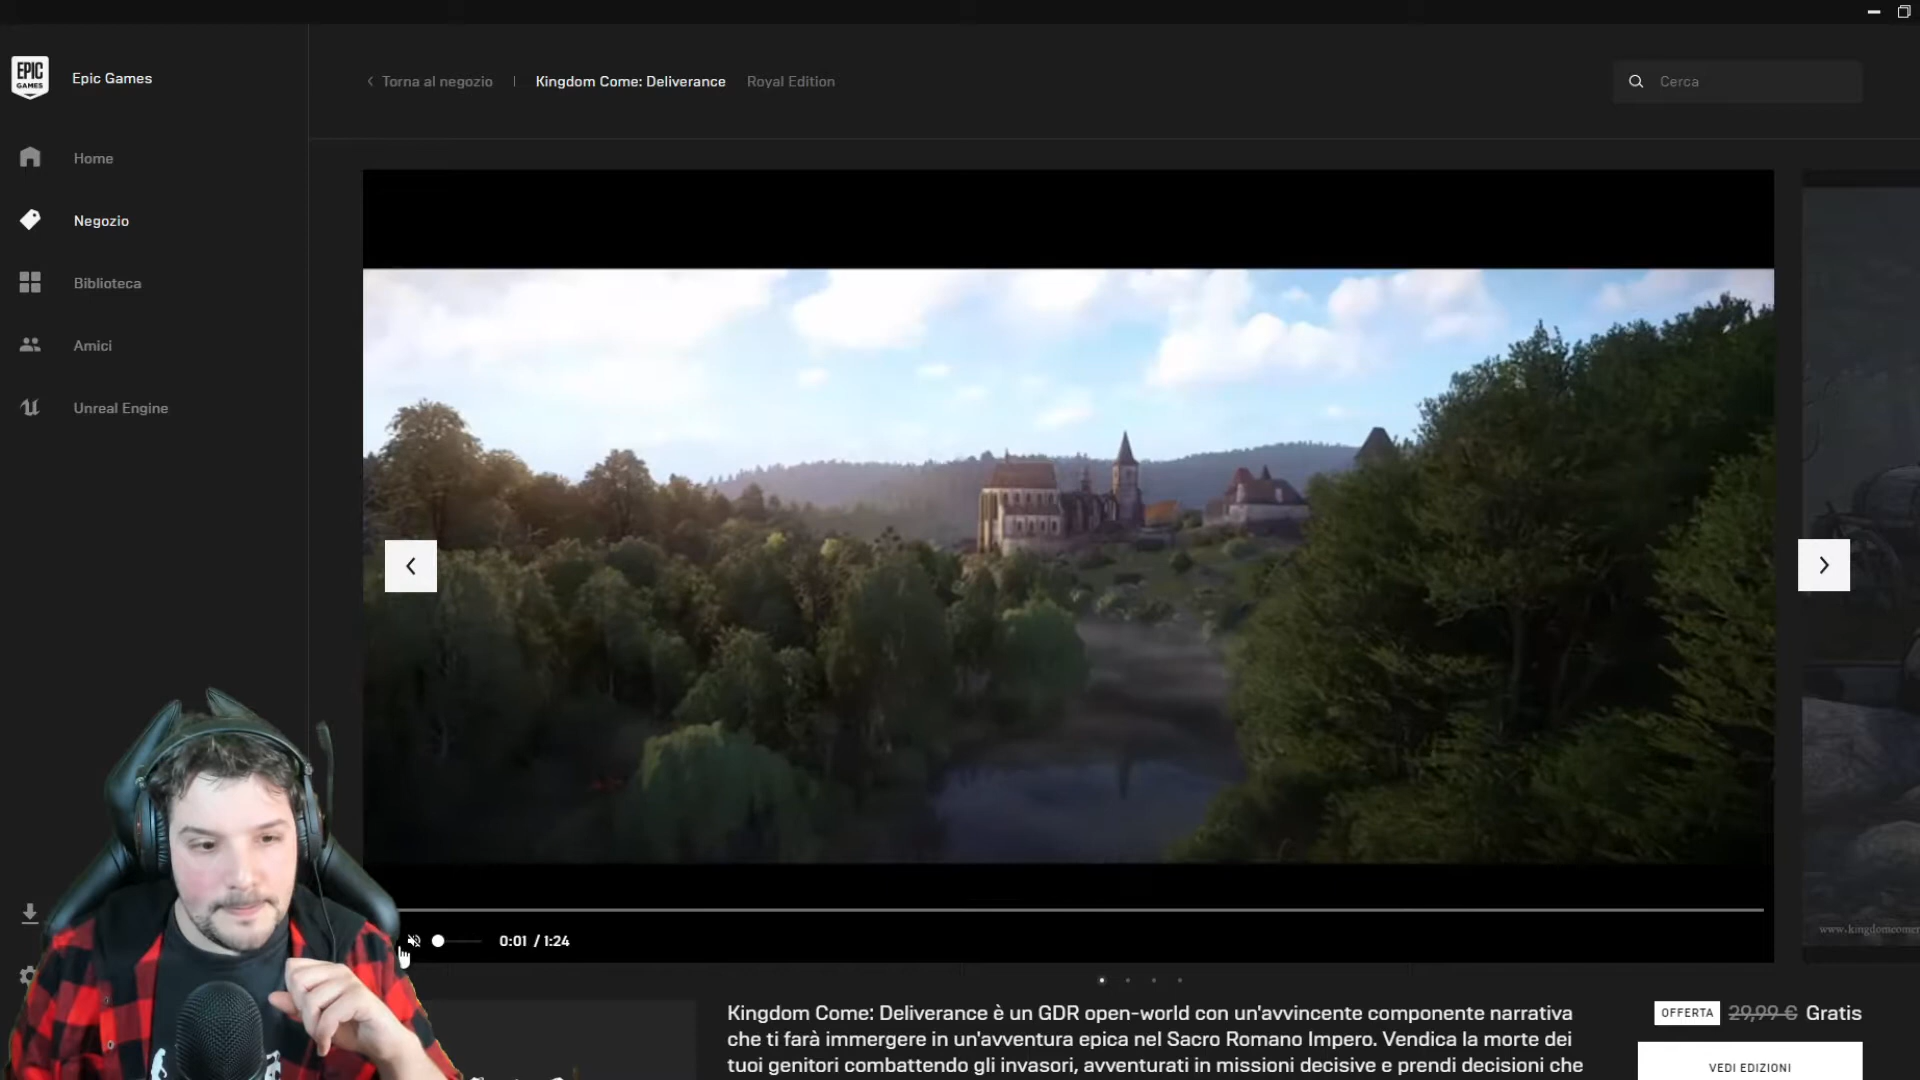 EPIC
GAMES
Epic Games
Torna al negozio
Kingdom Come: Deliverance
Royal Edition
Cerca
Home
Negozio
Biblioteca
Amici
Unreal Engine
0:01 / 1:24
Kingdom Come: Deliverance è un GDR open-world con un'avvincente componente narrativa
che ti farà immergere in un'avventura epica nel Sacro Romano Impero. Vendica la morte dei
tuoi genitori combattendo gli invasori, avventurati in missioni decisive e prendi decisioni che
OFFERTA 29,99 € Gratis
VEDI EDIZIONI